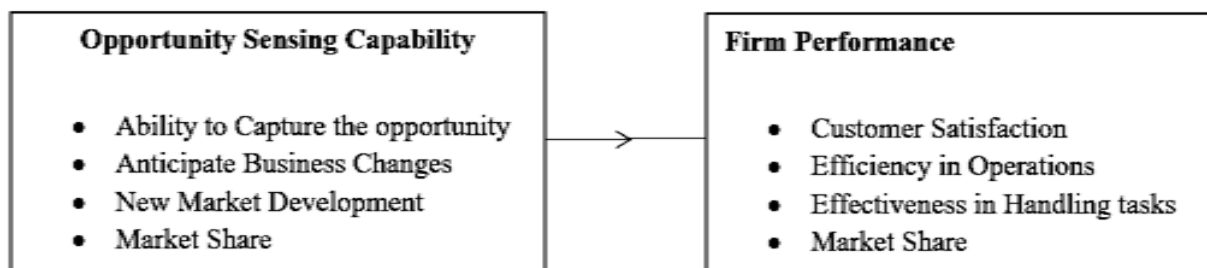 Opportunity Sensing Capability
• Ability to Capture the opportunity
• Anticipate Business Changes
• New Market Development
• Market Share
Firm Performance
• Customer Satisfaction
• Efficiency in Operations
• Effectiveness in Handling tasks
• Market Share